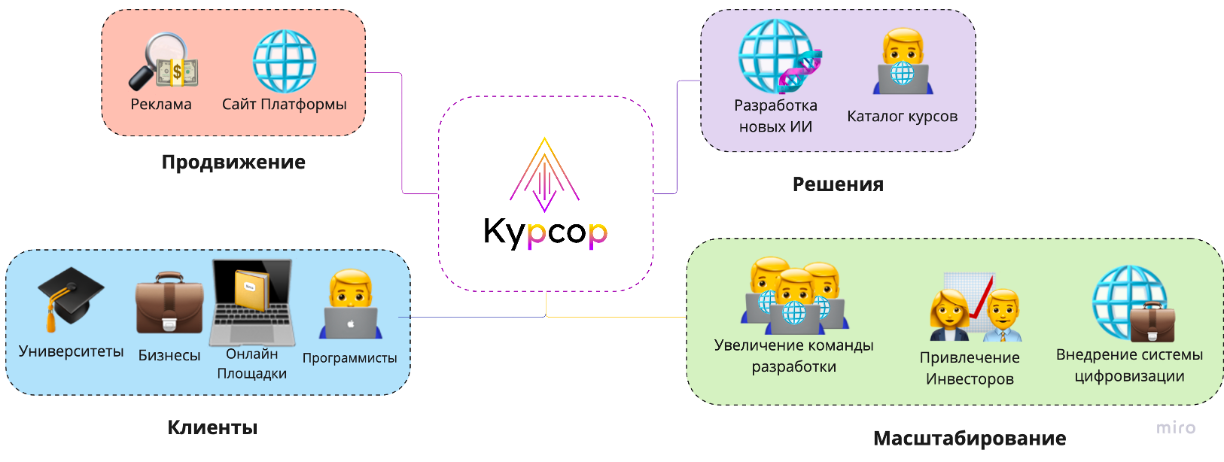 Реклама
Сайт Платформы
Продвижение
Разработка
новых ИИ
Каталог курсов
Решения
Курсор
Университеты
Бизнесы
Онлайн
Площадки
Программисты
Клиенты
Увеличение команды
разработки
Привлечение
Инвесторов
Внедрение системы
цифровизации
Масштабирование
miro